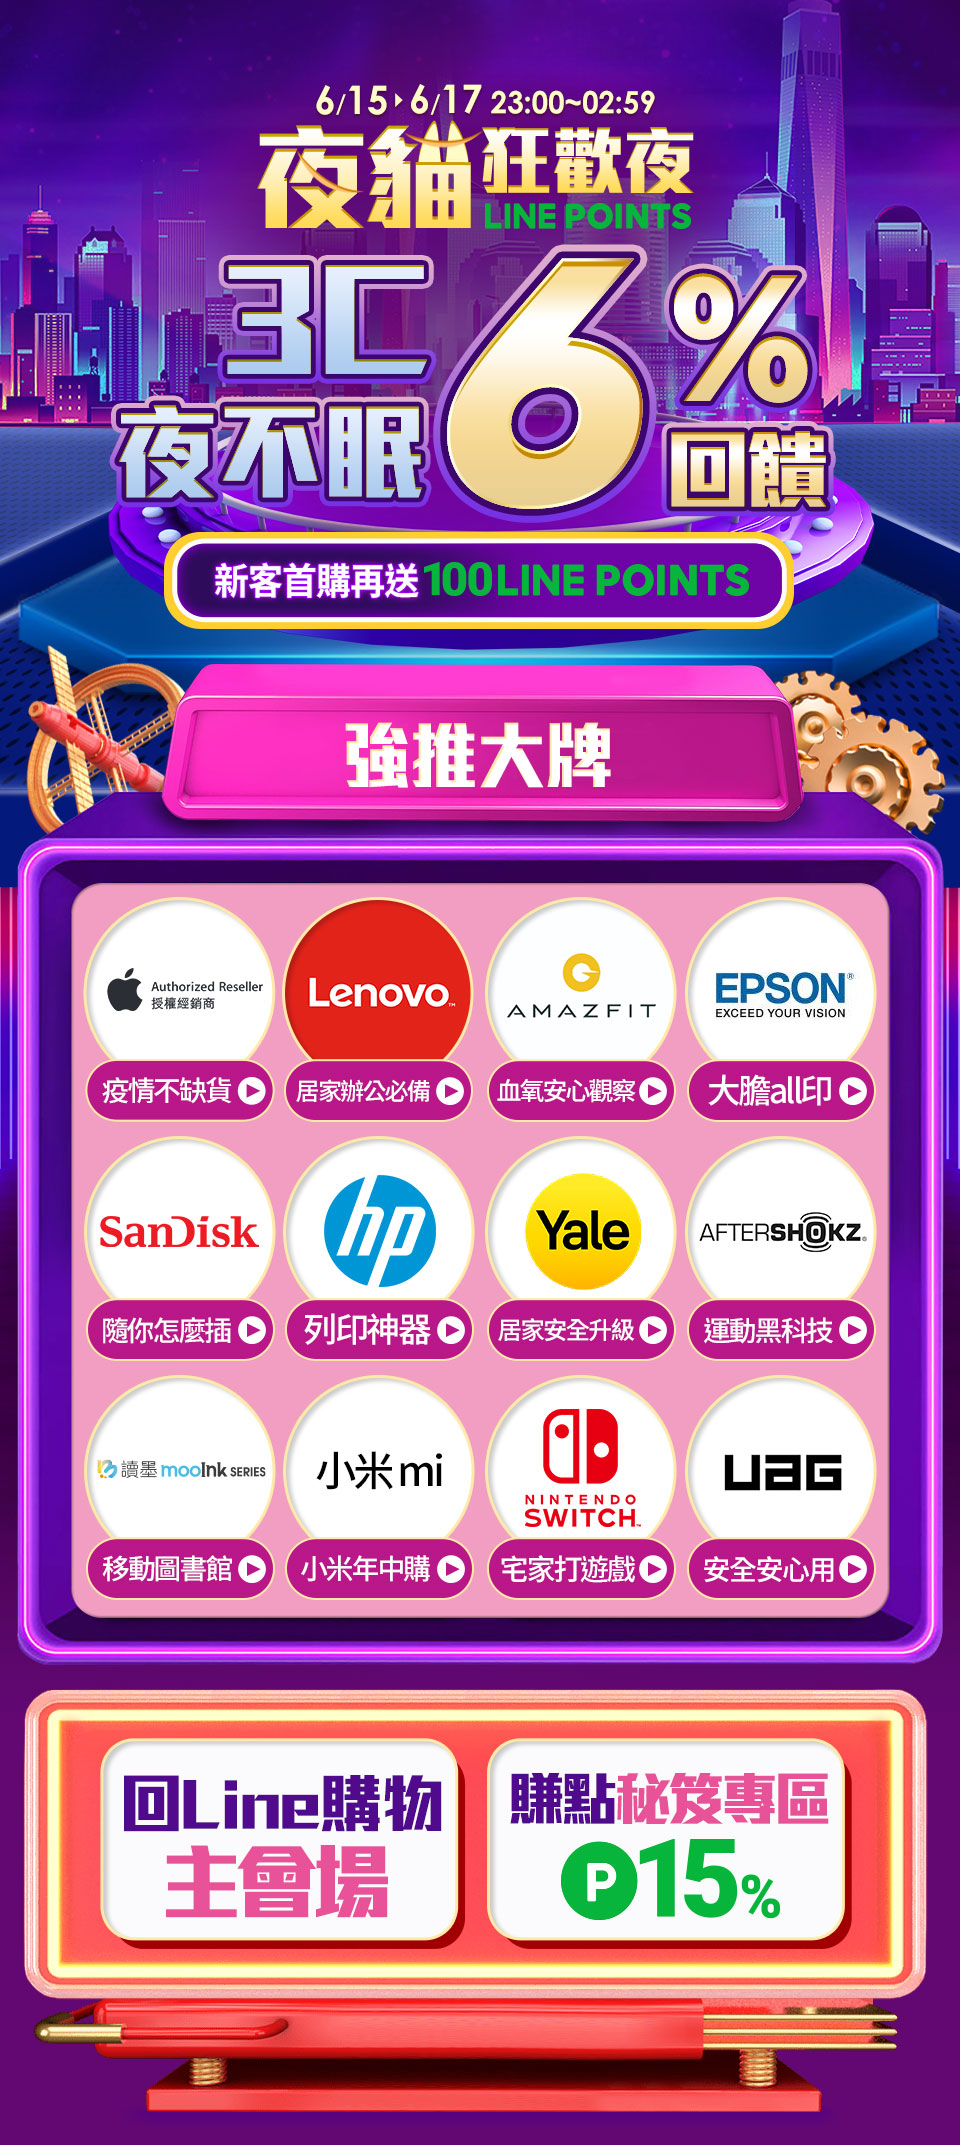 6/15▸6/17 23:00~02:59
夜貓狂歡夜
LINE POINTS
3C
夜不眠
6%
回饋
新客首購再送100LINE POINTS
強推大牌
Authorized Reseller
授權經銷商
Lenovo™
AMAZFIT
EPSON®
EXCEED YOUR VISION
疫情不缺貨
居家辦公必備
血氧安心觀察
大膽all印
SanDisk
hp
Yale
AFTERSHOKZ®
隨你怎麼插
列印神器
居家安全升級
運動黑科技
讀墨 mooInk SERIES
小米mi
NINTENDO
SWITCH™
UAG
移動圖書館
小米年中購
宅家打遊戲
安全安心用
回Line購物
主會場
賺點秘笈專區
P15%